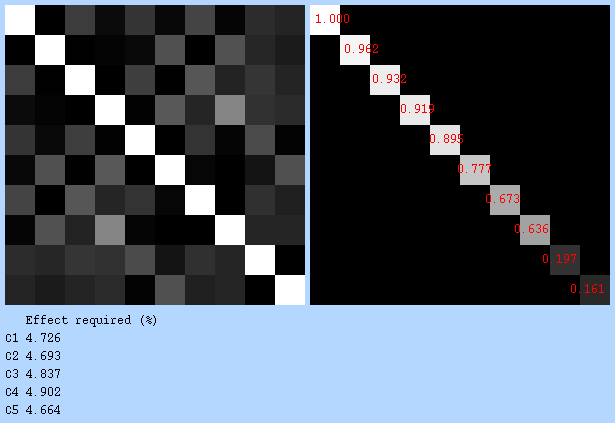 1.000
0.962
0.932
0.919
0.895
0.777
0.673
0.636
0.197
0.161
Effect required (%)
C1 4.726
C2 4.693
C3 4.837
C4 4.902
C5 4.664